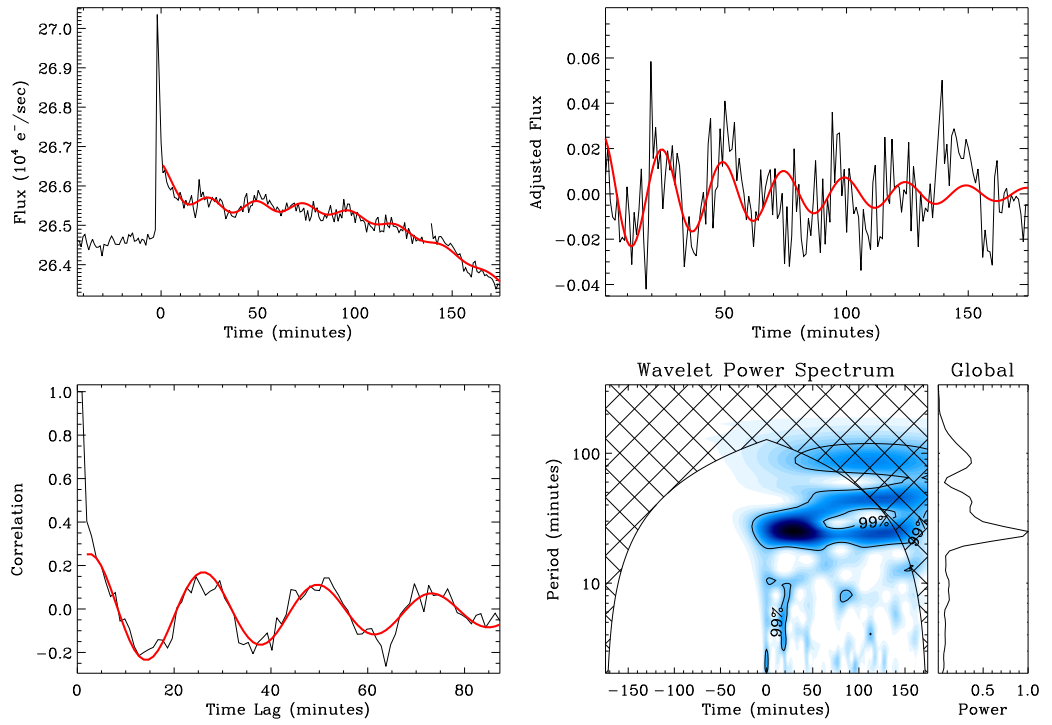 27.0
26.9
26.8
26.7
26.6
26.5
26.4
Flux (10⁴ e⁻/sec)
0 50 100 150
Time (minutes)
0.06
0.04
0.02
0.00
−0.02
−0.04
Adjusted Flux
50 100 150
Time (minutes)
1.0
0.8
0.6
0.4
0.2
0.0
−0.2
Correlation
0 20 40 60 80
Time Lag (minutes)
Wavelet Power Spectrum
100
10
Period (minutes)
99%
99%
99%
−150 −100 −50 0 50 100 150
Time (minutes)
Global
0.0 0.5 1.0
Power